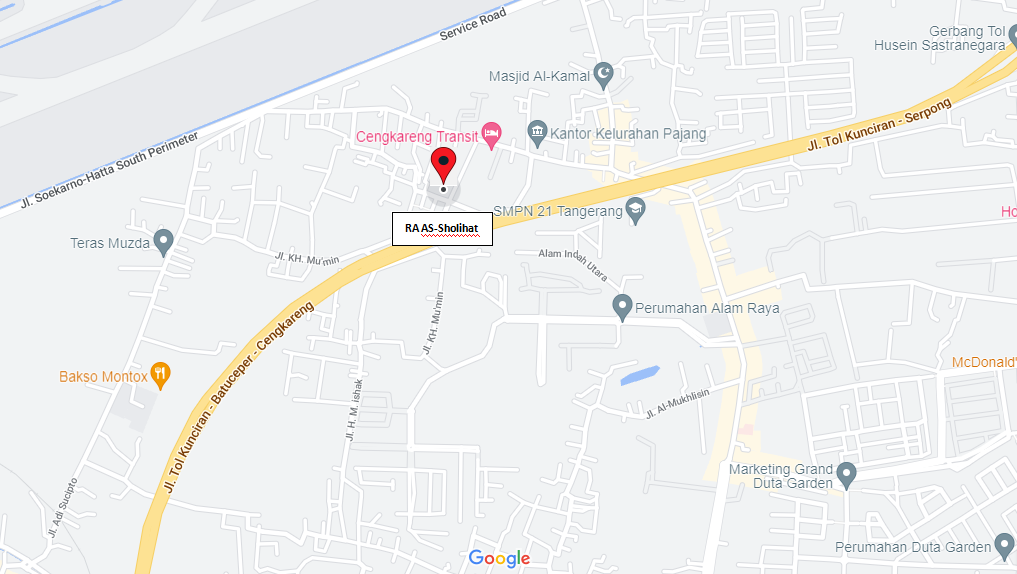 Service Road
Gerbang Tol
Husein Sastranegara
Masjid Al-Kamal
Cengkareng Transit
Kantor Kelurahan Pajang
Jl. Tol Kunciran - Serpong
Jl. Soekarno-Hatta South Perimeter
SMPN 21 Tangerang
Ho
RA AS-Sholihat
Teras Muzda
Jl. KH. Mu'min
Alam Indah Utara
Perumahan Alam Raya
Jl. KH. Mu'min
Jl. Tol Kunciran - Batuceper - Cengkareng
McDonald'
Bakso Montox
Jl. H. M. ishak
Jl. Al-Mukhlisin
Marketing Grand
Duta Garden
Jl. Adi Sucipto
Perumahan Duta Garden
Google